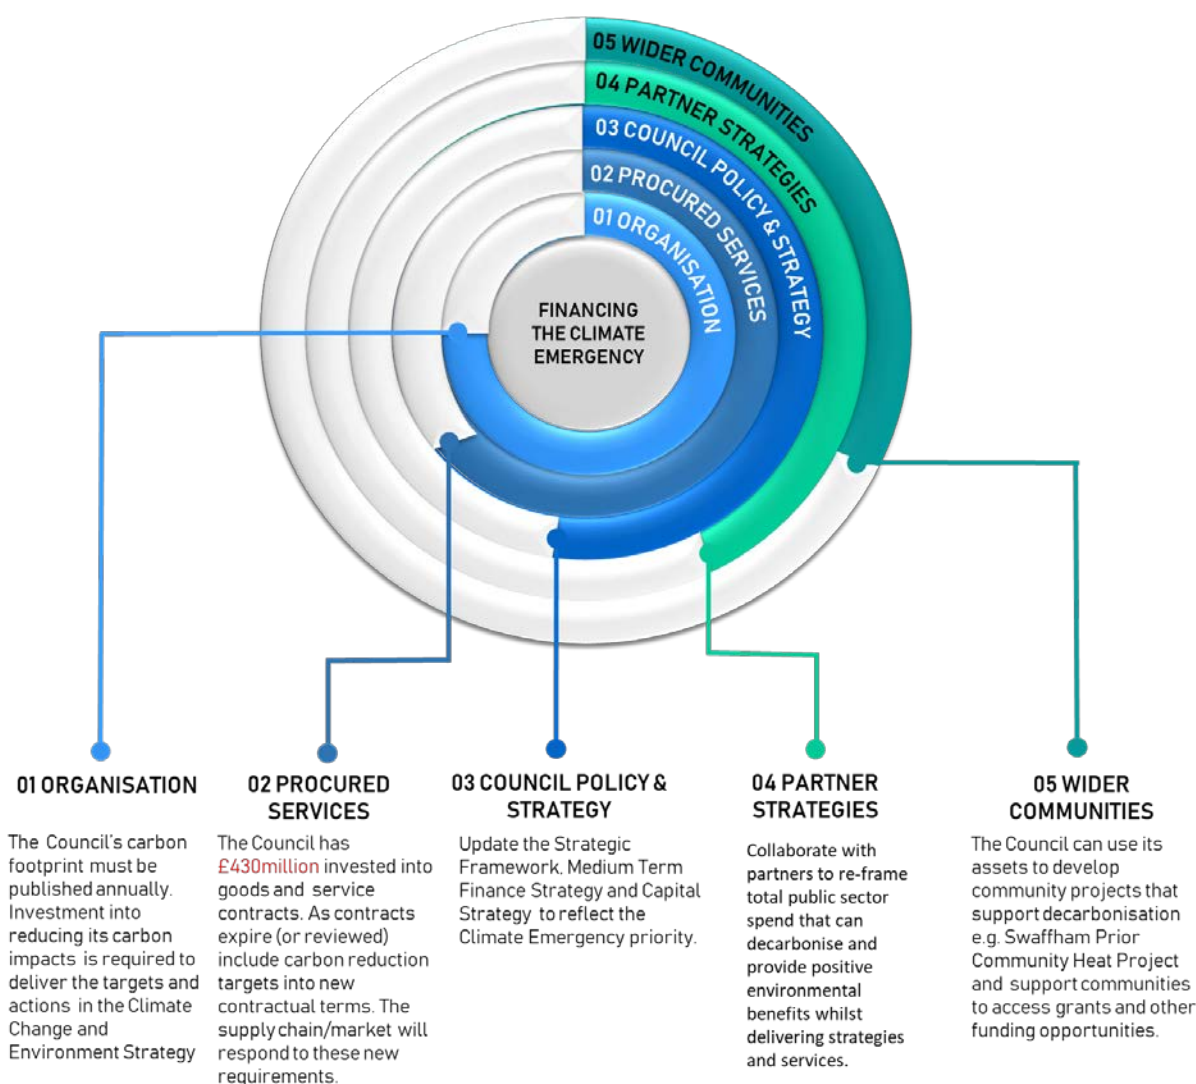 05 WIDER COMMUNITIES
04 PARTNER STRATEGIES
03 COUNCIL POLICY & STRATEGY
02 PROCURED SERVICES
01 ORGANISATION
FINANCING
THE CLIMATE
EMERGENCY
01 ORGANISATION
The Council's carbon
footprint must be
published annually.
Investment into
reducing its carbon
impacts is required to
deliver the targets and
actions in the Climate
Change and
Environment Strategy
02 PROCURED
SERVICES
The Council has
£430million invested into
goods and service
contracts. As contracts
expire (or reviewed)
include carbon reduction
targets into new
contractual terms. The
supply chain/market will
respond to these new
requirements.
03 COUNCIL POLICY &
STRATEGY
Update the Strategic
Framework, Medium Term
Finance Strategy and Capital
Strategy to reflect the
Climate Emergency priority.
04 PARTNER
STRATEGIES
Collaborate with
partners to re-frame
total public sector
spend that can
decarbonise and
provide positive
environmental
benefits whilst
delivering strategies
and services.
05 WIDER
COMMUNITIES
The Council can use its
assets to develop
community projects that
support decarbonisation
e.g. Swaffham Prior
Community Heat Project
and support communities
to access grants and other
funding opportunities.